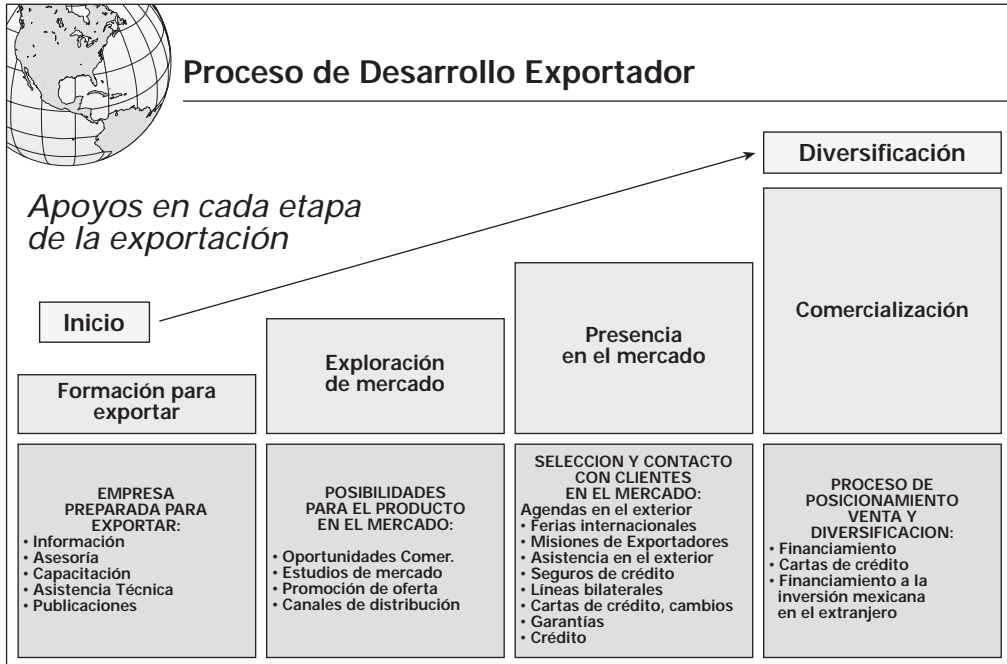 Proceso de Desarrollo Exportador
Apoyos en cada etapa
de la exportación
Inicio
Diversificación
Formación para
exportar
Exploración
de mercado
Presencia
en el mercado
Comercialización
EMPRESA
PREPARADA PARA
EXPORTAR:
• Información
• Asesoría
• Capacitación
• Asistencia Técnica
• Publicaciones
POSIBILIDADES
PARA EL PRODUCTO
EN EL MERCADO:
• Oportunidades Comer.
• Estudios de mercado
• Promoción de oferta
• Canales de distribución
SELECCION Y CONTACTO
CON CLIENTES
EN EL MERCADO:
Agendas en el exterior
• Ferias internacionales
• Misiones de Exportadores
• Asistencia en el exterior
• Seguros de crédito
• Líneas bilaterales
• Cartas de crédito, cambios
• Garantías
• Crédito
PROCESO DE
POSICIONAMIENTO
VENTA Y
DIVERSIFICACION:
• Financiamiento
• Cartas de crédito
• Financiamiento a la
inversión mexicana
en el extranjero